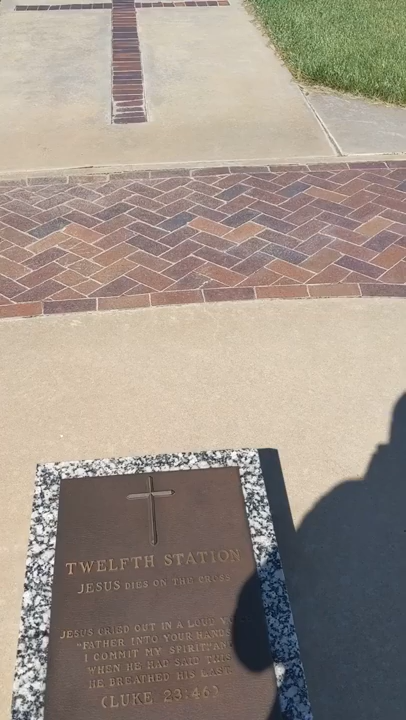 TWELFTH STATION
JESUS DIES ON THE CROSS
JESUS CRIED OUT IN A LOUD
"FATHER INTO YOUR HANDS
I COMMIT MY SPIRIT"
WHEN HE HAD SAID THIS
HE BREATHED HIS LAST
(LUKE 23:46)